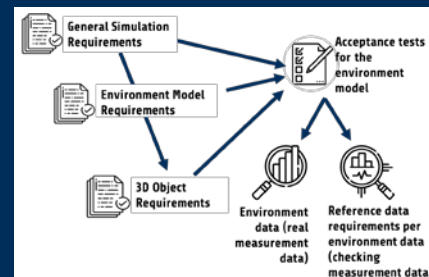 General Simulation
Requirements
Acceptance tests
for the
environment
model
Environment Model
Requirements
3D Object
Requirements
Environment
data (real
measurement
data)
Reference data
requirements per
environment data
(checking
measurement data